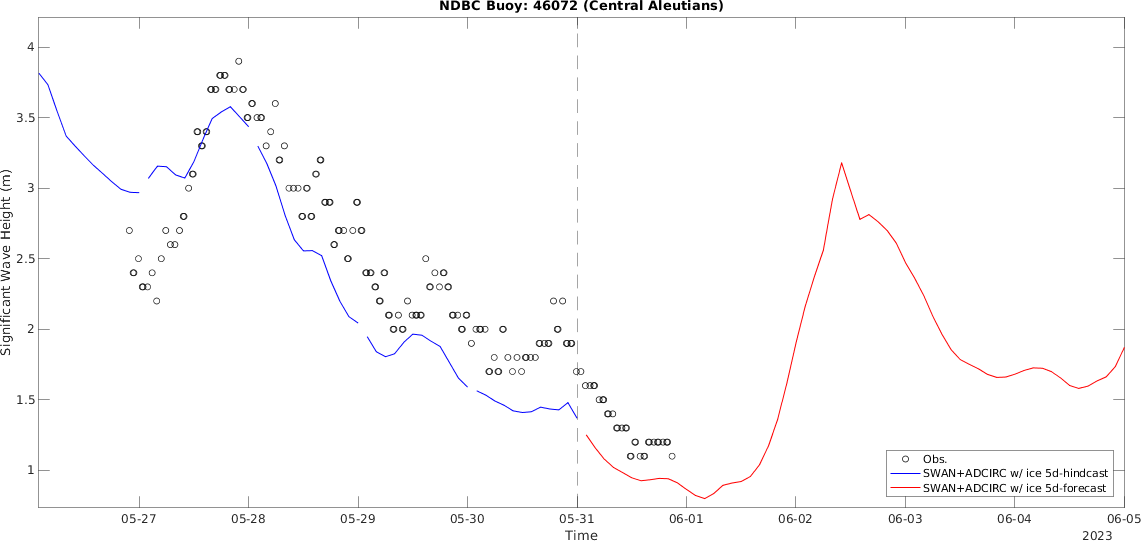 NDBC Buoy: 46072 (Central Aleutians)
Significant Wave Height (m)
4
3.5
3
2.5
2
1.5
1
Obs.
SWAN+ADCIRC w/ ice 5d-hindcast
SWAN+ADCIRC w/ ice 5d-forecast
05-27 05-28 05-29 05-30 05-31 06-01 06-02 06-03 06-04 06-05
Time
2023